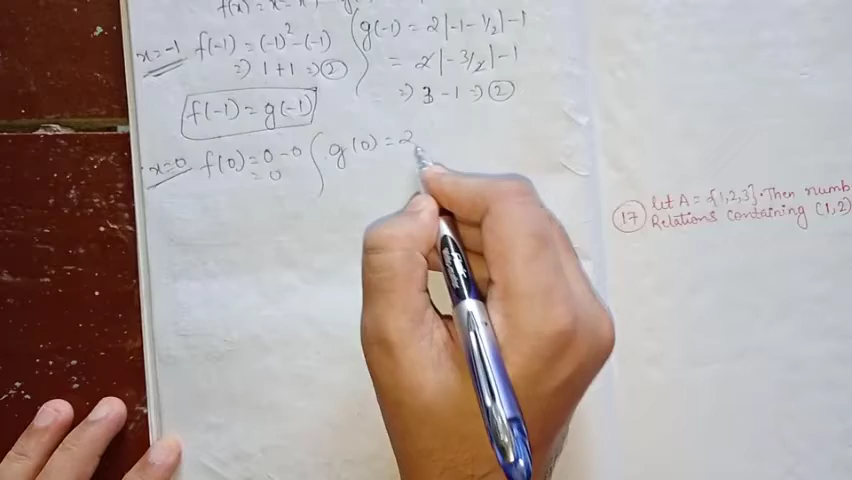 f(x) = x² - x
x=-1 f(-1) = (-1)² - (-1)
=> 1 + 1 => 2
f(-1) = g(-1)
g(-1) = 2|-1 - 1/2| - 1
= 2|-3/2| - 1
=> 3 - 1 => 2
x=0 f(0) = 0 - 0
= 0
g(0) = 2
17 let A = {1,2,3}. Then numb
Relations containing (1,2)